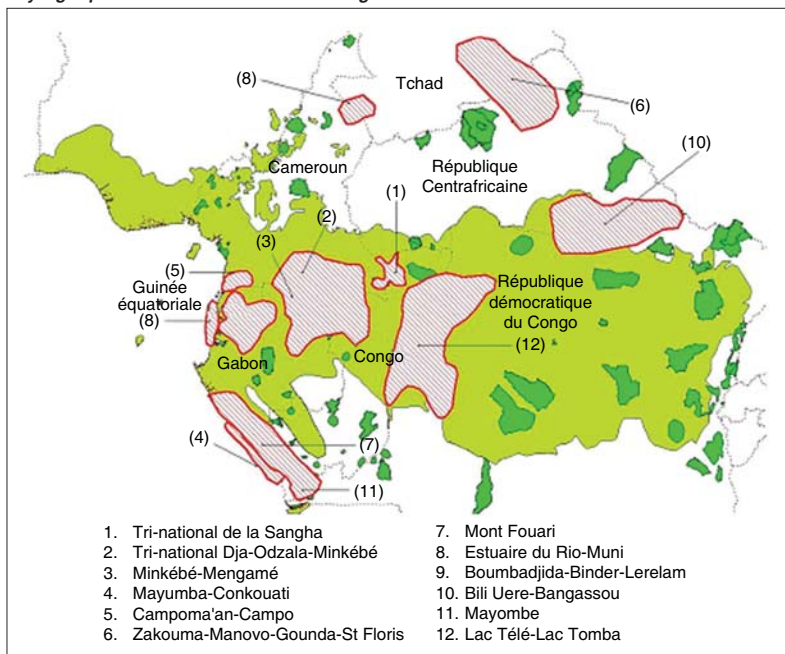 (8)
Tchad
(6)
Cameroun
République
Centrafricaine
(10)
(1)
(2)
(3)
(5)
Guinée
équatoriale
(8)
République
démocratique
du Congo
(12)
Gabon
Congo
(4)
(7)
(11)
1. Tri-national de la Sangha
2. Tri-national Dja-Odzala-Minkébé
3. Minkébé-Mengamé
4. Mayumba-Conkouati
5. Campoma'an-Campo
6. Zakouma-Manovo-Gounda-St Floris
7. Mont Fouari
8. Estuaire du Rio-Muni
9. Boumbadjida-Binder-Lerelam
10. Bili Uere-Bangassou
11. Mayombe
12. Lac Télé-Lac Tomba